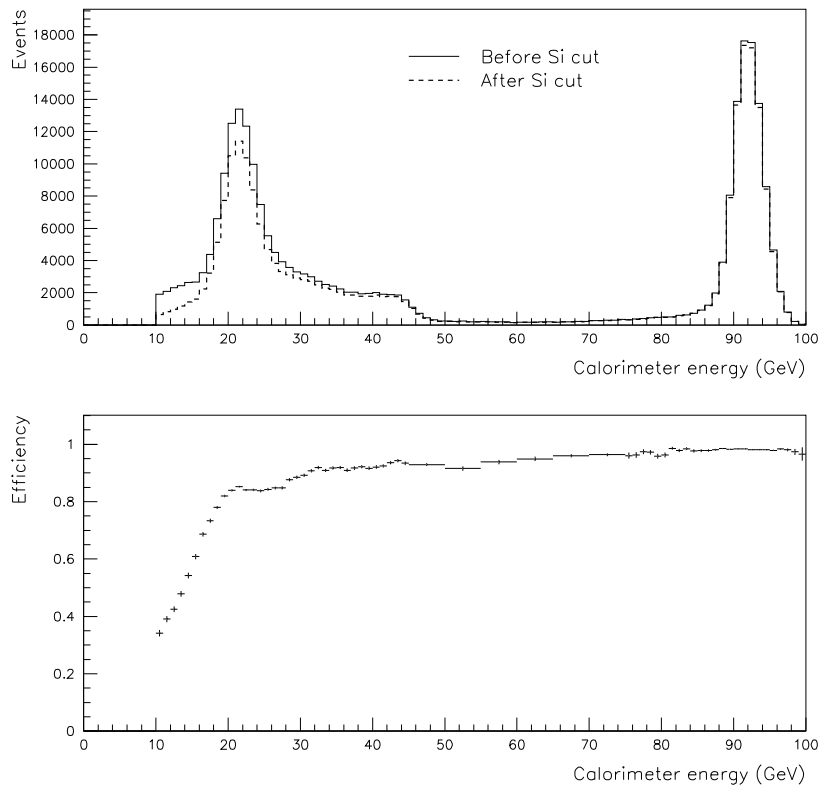 Events
18000
16000
14000
12000
10000
8000
6000
4000
2000
0
Before Si cut
After Si cut
0 10 20 30 40 50 60 70 80 90 100
Calorimeter energy (GeV)
Efficiency
1
0.8
0.6
0.4
0.2
0
0 10 20 30 40 50 60 70 80 90 100
Calorimeter energy (GeV)